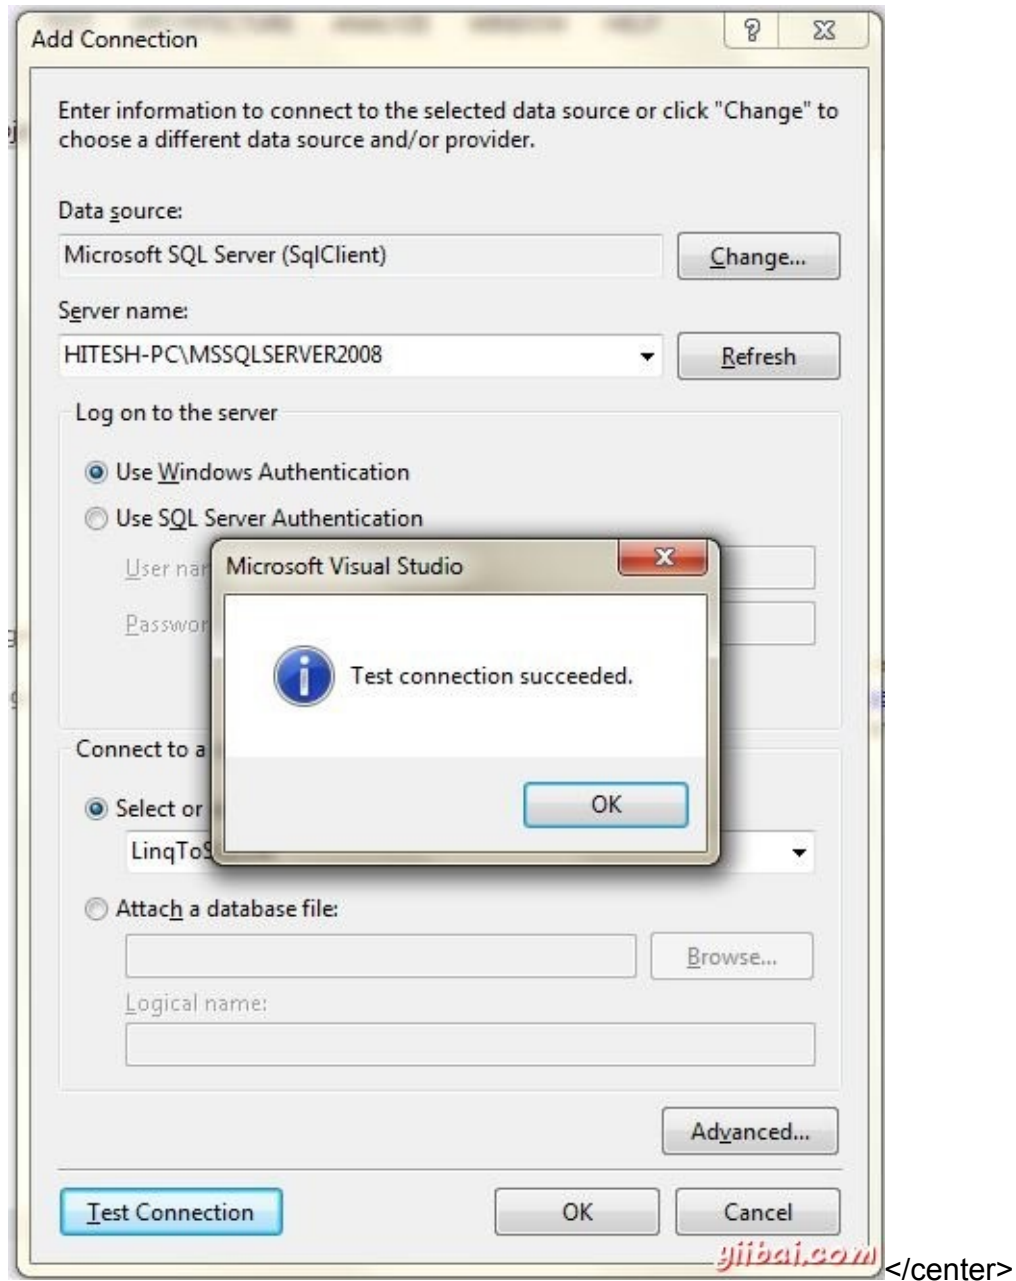 Add Connection
Enter information to connect to the selected data source or click "Change" to
choose a different data source and/or provider.
Data source:
Microsoft SQL Server (SqlClient)
Change...
Server name:
HITESH-PC\MSSQLSERVER2008
Refresh
Log on to the server
Use Windows Authentication
Use SQL Server Authentication
User nar
Passwor
Microsoft Visual Studio
Test connection succeeded.
OK
Connect to a
Select or
LinqToS
Attach a database file:
Browse...
Logical name:
Advanced...
Test Connection
OK
Cancel
yiibai.com
</center>